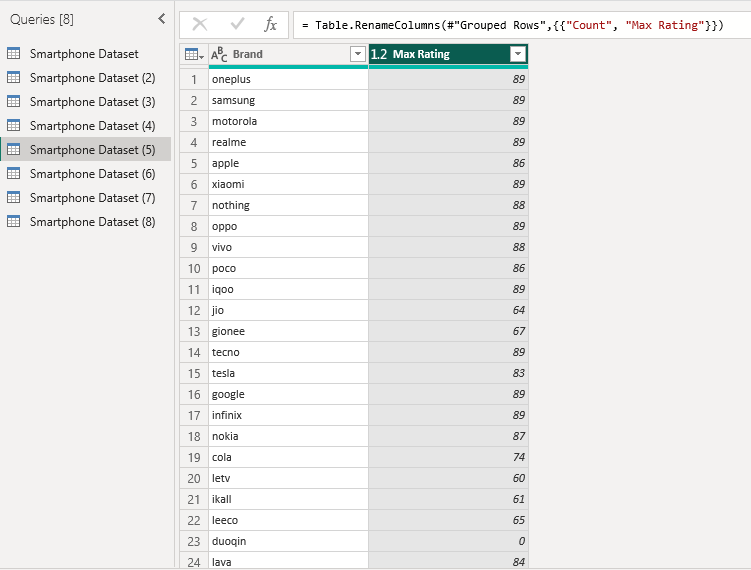 Queries [8]
Smartphone Dataset
Smartphone Dataset (2)
Smartphone Dataset (3)
Smartphone Dataset (4)
Smartphone Dataset (5)
Smartphone Dataset (6)
Smartphone Dataset (7)
Smartphone Dataset (8)
fx = Table.RenameColumns(#"Grouped Rows",{{"Count", "Max Rating"}})
ABC Brand 1.2 Max Rating
1 oneplus 89
2 samsung 89
3 motorola 89
4 realme 89
5 apple 86
6 xiaomi 89
7 nothing 88
8 oppo 89
9 vivo 88
10 poco 86
11 iqoo 89
12 jio 64
13 gionee 67
14 tecno 89
15 tesla 83
16 google 89
17 infinix 89
18 nokia 87
19 cola 74
20 letv 60
21 ikall 61
22 leeco 65
23 duoqin 0
24 lava 84